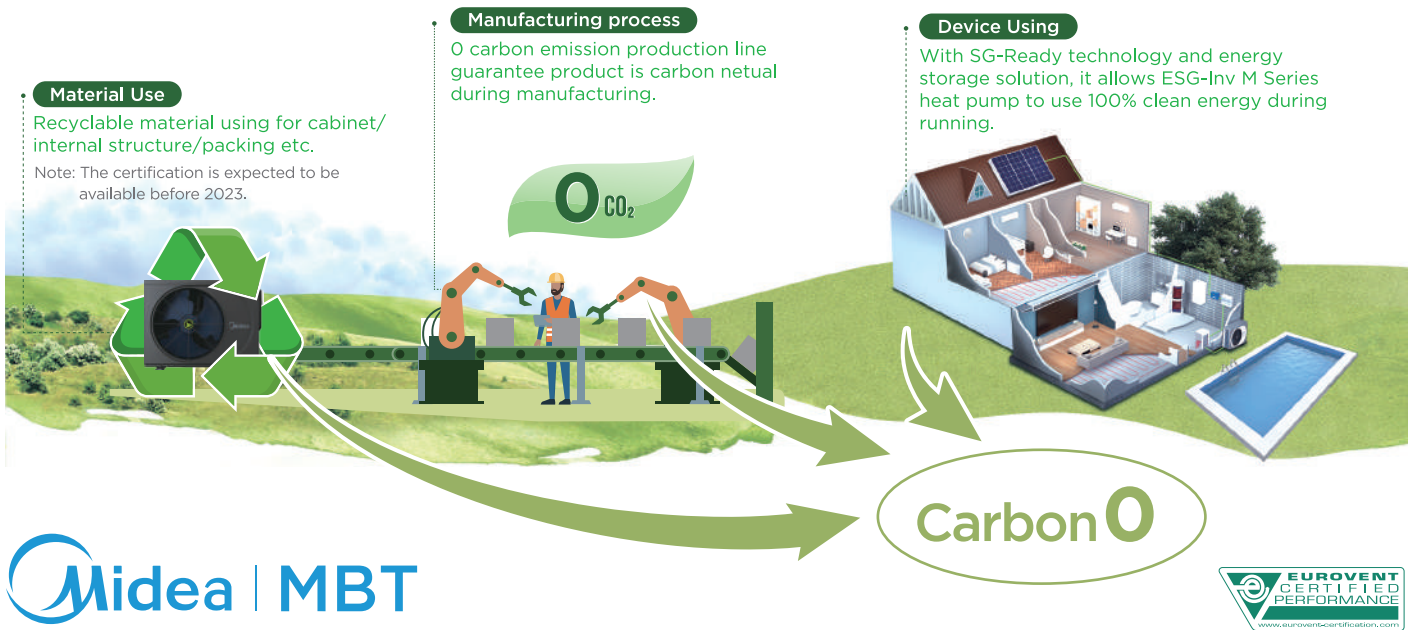 Material Use
Recyclable material using for cabinet/
internal structure/packing etc.
Note: The certification is expected to be
available before 2023.
Manufacturing process
0 carbon emission production line
guarantee product is carbon netual
during manufacturing.
Device Using
With SG-Ready technology and energy
storage solution, it allows ESG-Inv M Series
heat pump to use 100% clean energy during
running.
0 CO₂
Midea
Carbon 0
Midea | MBT
EUROVENT
CERTIFIED
PERFORMANCE
www.eurovent-certification.com